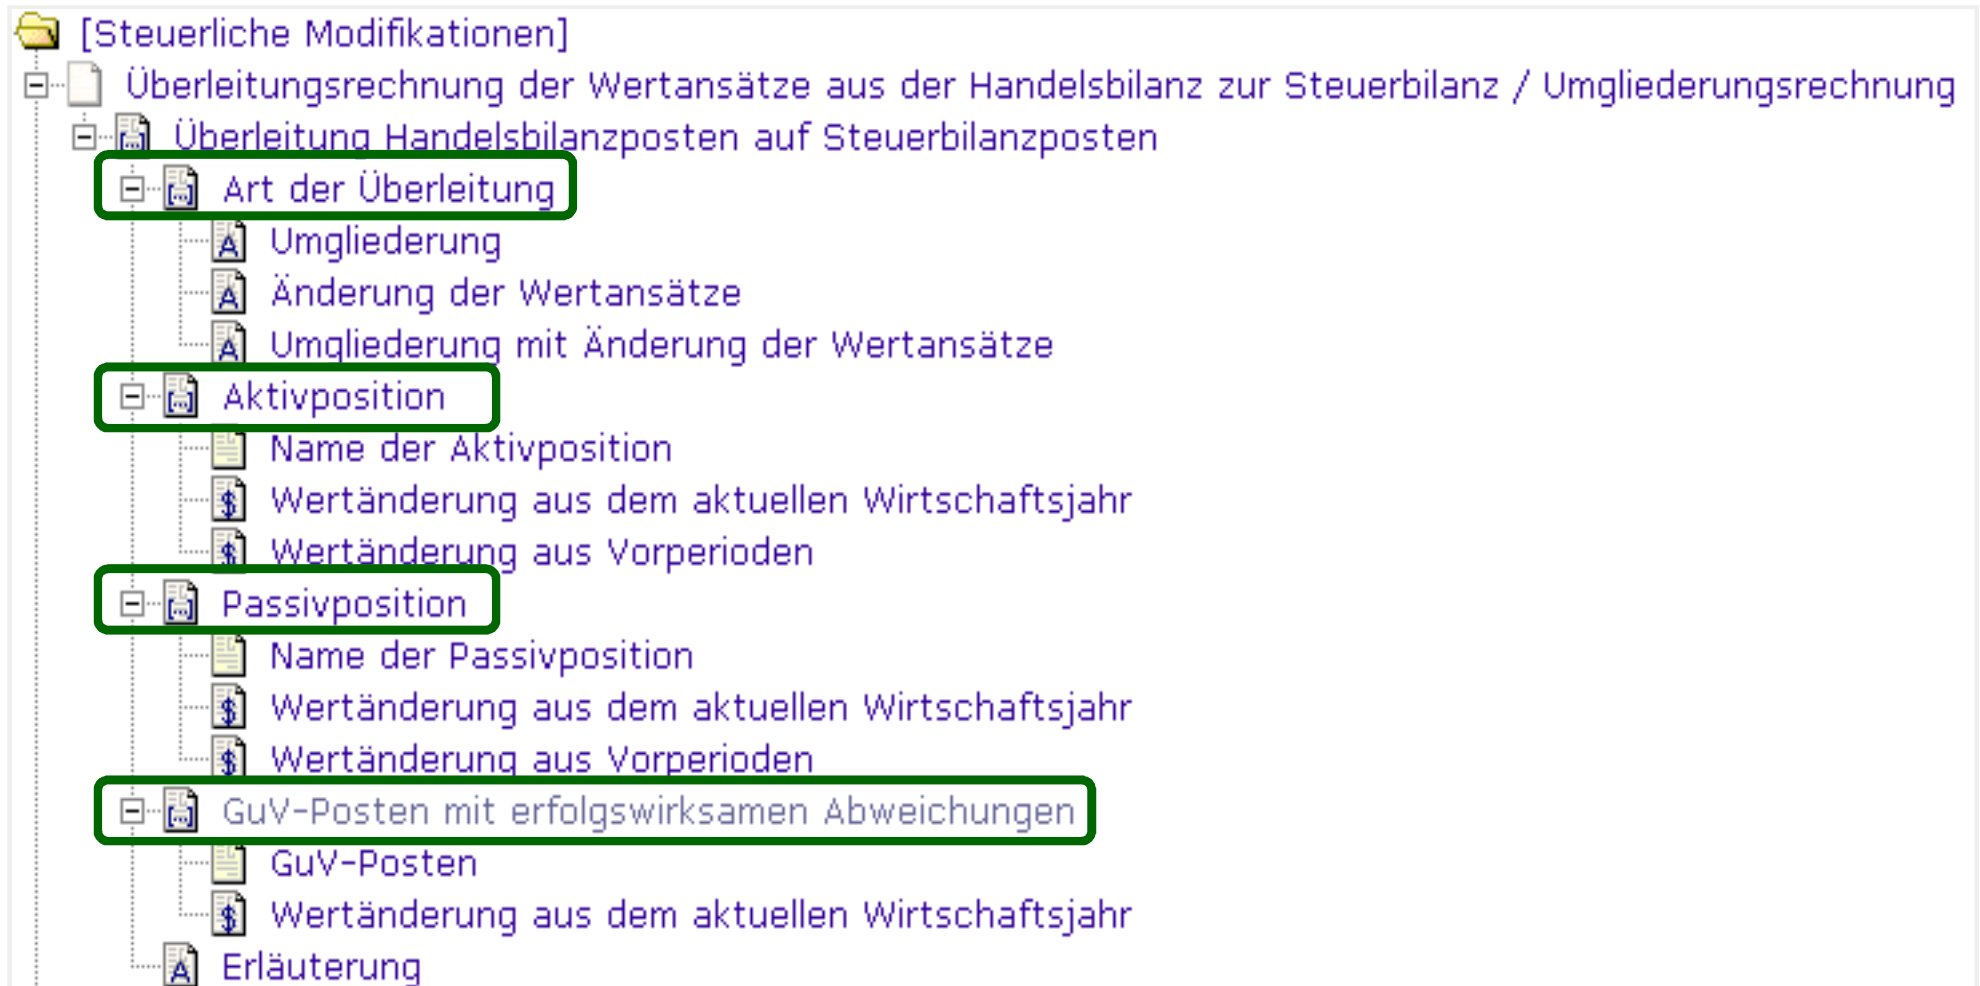 [Steuerliche Modifikationen]
Überleitungsrechnung der Wertansätze aus der Handelsbilanz zur Steuerbilanz / Umgliederungsrechnung
Überleitung Handelsbilanzposten auf Steuerbilanzposten
Art der Überleitung
Umgliederung
Änderung der Wertansätze
Umgliederung mit Änderung der Wertansätze
Aktivposition
Name der Aktivposition
Wertänderung aus dem aktuellen Wirtschaftsjahr
Wertänderung aus Vorperioden
Passivposition
Name der Passivposition
Wertänderung aus dem aktuellen Wirtschaftsjahr
Wertänderung aus Vorperioden
GuV-Posten mit erfolgswirksamen Abweichungen
GuV-Posten
Wertänderung aus dem aktuellen Wirtschaftsjahr
Erläuterung